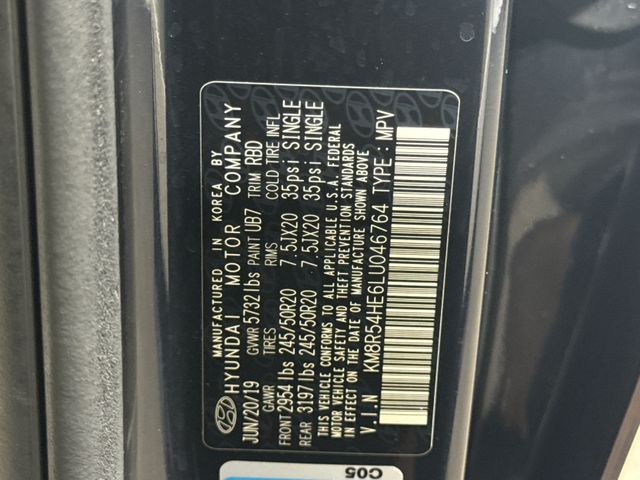 MANUFACTURED IN KOREA BY
HYUNDAI MOTOR COMPANY
JUN/20/19 GVWR 5732lbs PAINT UB7 TRIM RBD
GAWR TIRES RIMS COLD TIRE INFL
FRONT 2954lbs 245/50R20 7.5JX20 35psi SINGLE
REAR 3197lbs 245/50R20 7.5JX20 35psi SINGLE
THIS VEHICLE CONFORMS TO ALL APPLICABLE U.S.A. FEDERAL
MOTOR VEHICLE SAFETY AND THEFT PREVENTION STANDARDS
IN EFFECT ON THE DATE OF MANUFACTURE SHOWN ABOVE.
V.I.N KM8R54HE6LU046764 TYPE : MPV
C05